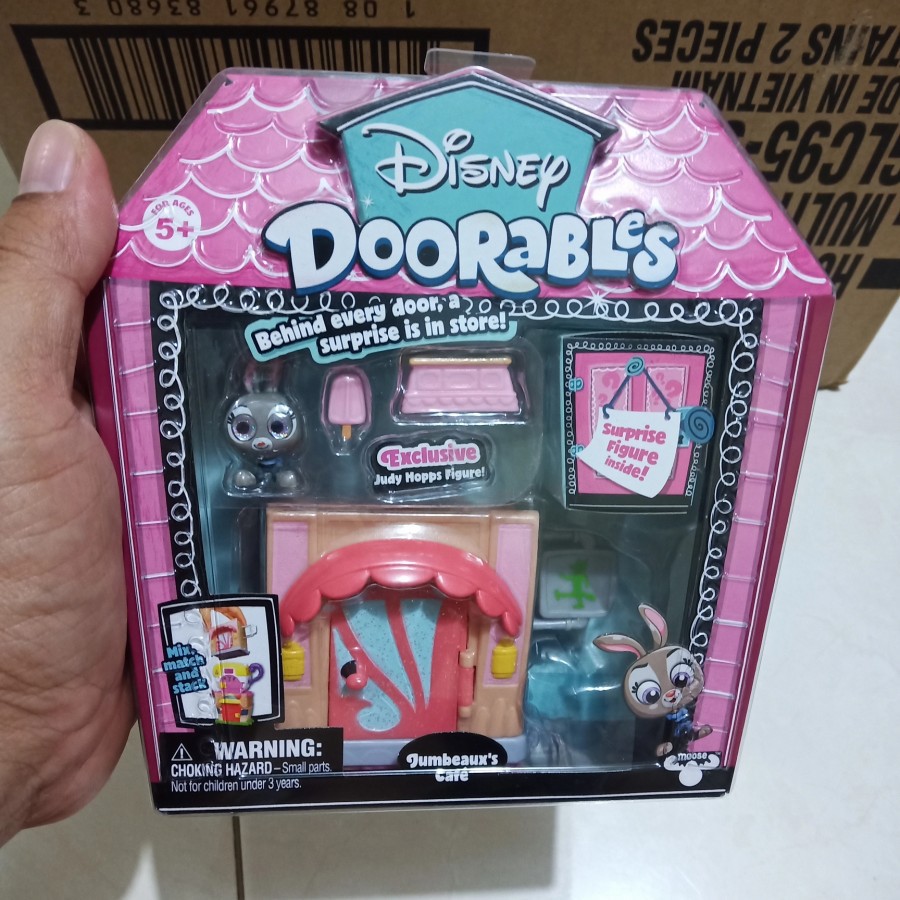 1 08 87961 83680 3
TAINS 2 PIECES
DE IN VIETNAM
GLC95-
MULTI
Disney
DOORABLES
FOR AGES
5+
Behind every door, a
surprise is in store!
Exclusive
Judy Hopps Figure!
Surprise
Figure
inside!
Mix,
match
and
stack
Jumbeaux's
Café
WARNING:
CHOKING HAZARD – Small parts.
Not for children under 3 years.
moose